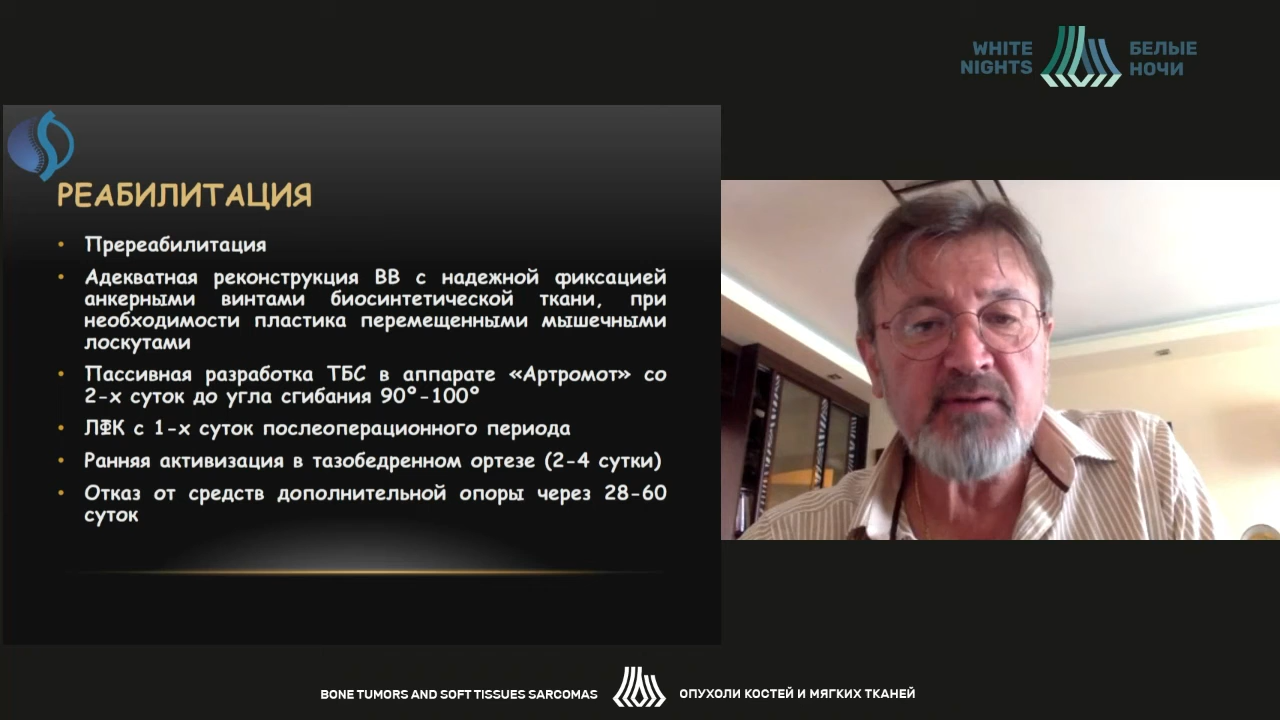 WHITE
NIGHTS
БЕЛЫЕ
НОЧИ
РЕАБИЛИТАЦИЯ
• Пререабилитация
• Адекватная реконструкция ВВ с надежной фиксацией
анкерными винтами биосинтетической ткани, при
необходимости пластика перемещенными мышечными
лоскутами
• Пассивная разработка ТБС в аппарате «Артромот» со
2-х суток до угла сгибания 90°-100°
• ЛФК с 1-х суток послеоперационного периода
• Ранняя активизация в тазобедренном ортезе (2-4 сутки)
• Отказ от средств дополнительной опоры через 28-60
суток
BONE TUMORS AND SOFT TISSUES SARCOMAS
ОПУХОЛИ КОСТЕЙ И МЯГКИХ ТКАНЕЙ